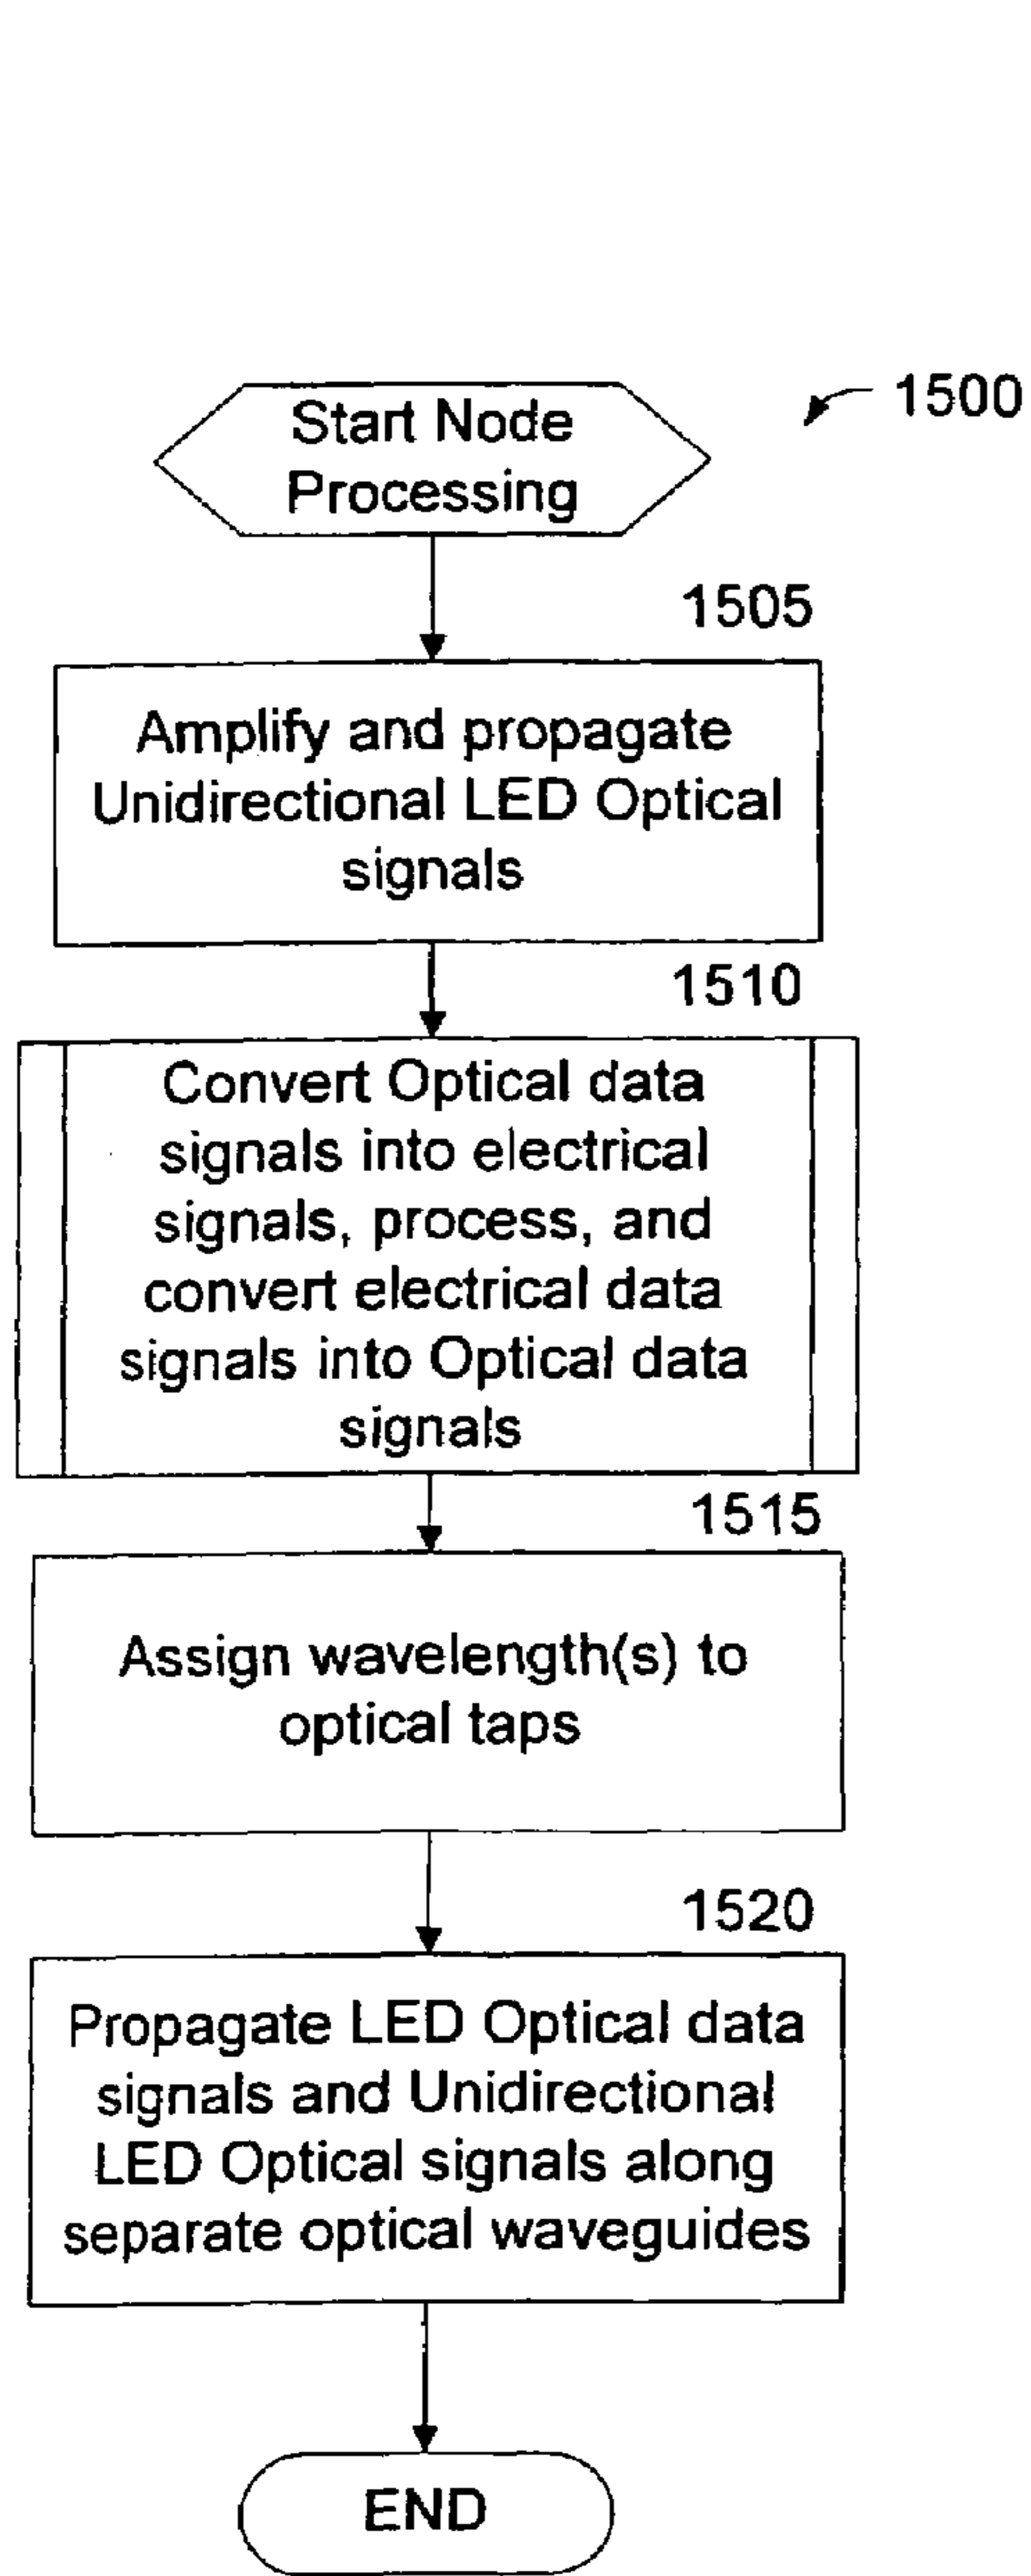 1500
Start Node
Processing
1505
Amplify and propagate
Unidirectional LED Optical
signals
1510
Convert Optical data
signals into electrical
signals, process, and
convert electrical data
signals into Optical data
signals
1515
Assign wavelength(s) to
optical taps
1520
Propagate LED Optical data
signals and Unidirectional
LED Optical signals along
separate optical waveguides
END